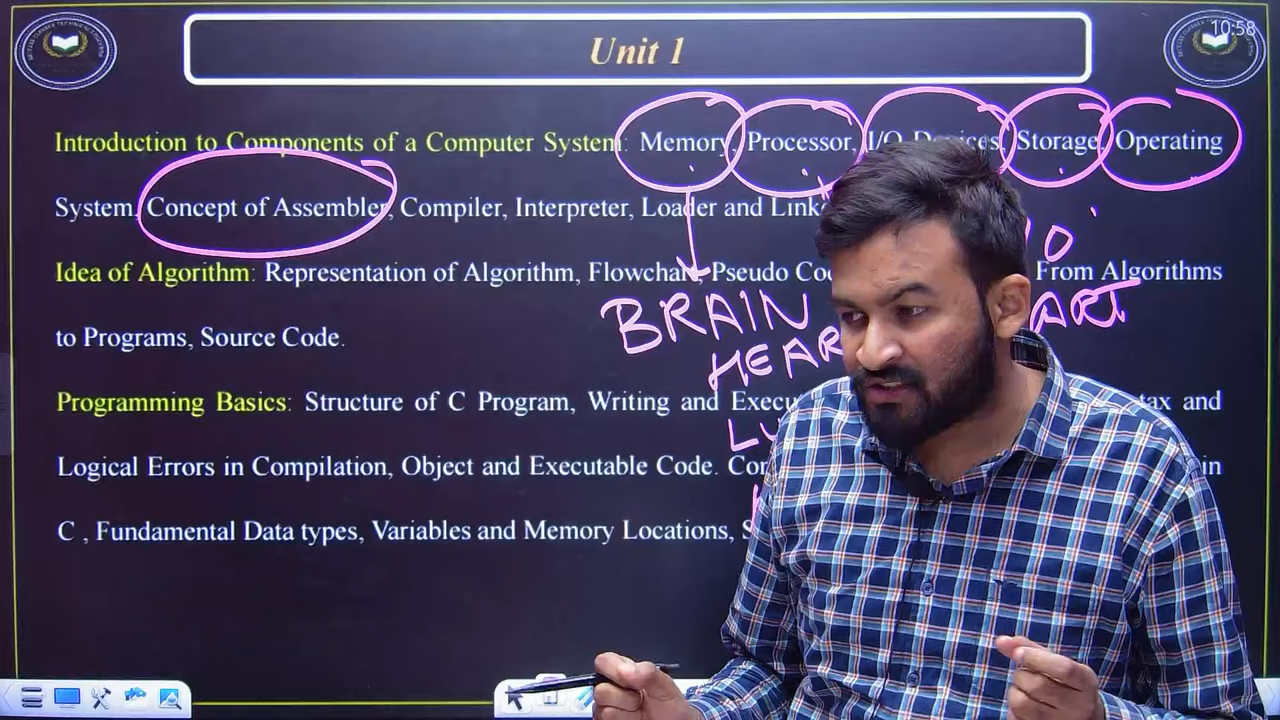 Unit 1
10:58
Introduction to Components of a Computer System: Memory, Processor, I/O Devices, Storage, Operating
System, Concept of Assembler, Compiler, Interpreter, Loader and Link
Idea of Algorithm: Representation of Algorithm, Flowchart, Pseudo Co From Algorithms
to Programs, Source Code.
BRAIN
HEAR
ART
10
Programming Basics: Structure of C Program, Writing and Execu tax and
Logical Errors in Compilation, Object and Executable Code. in
C , Fundamental Data types, Variables and Memory Locations, S